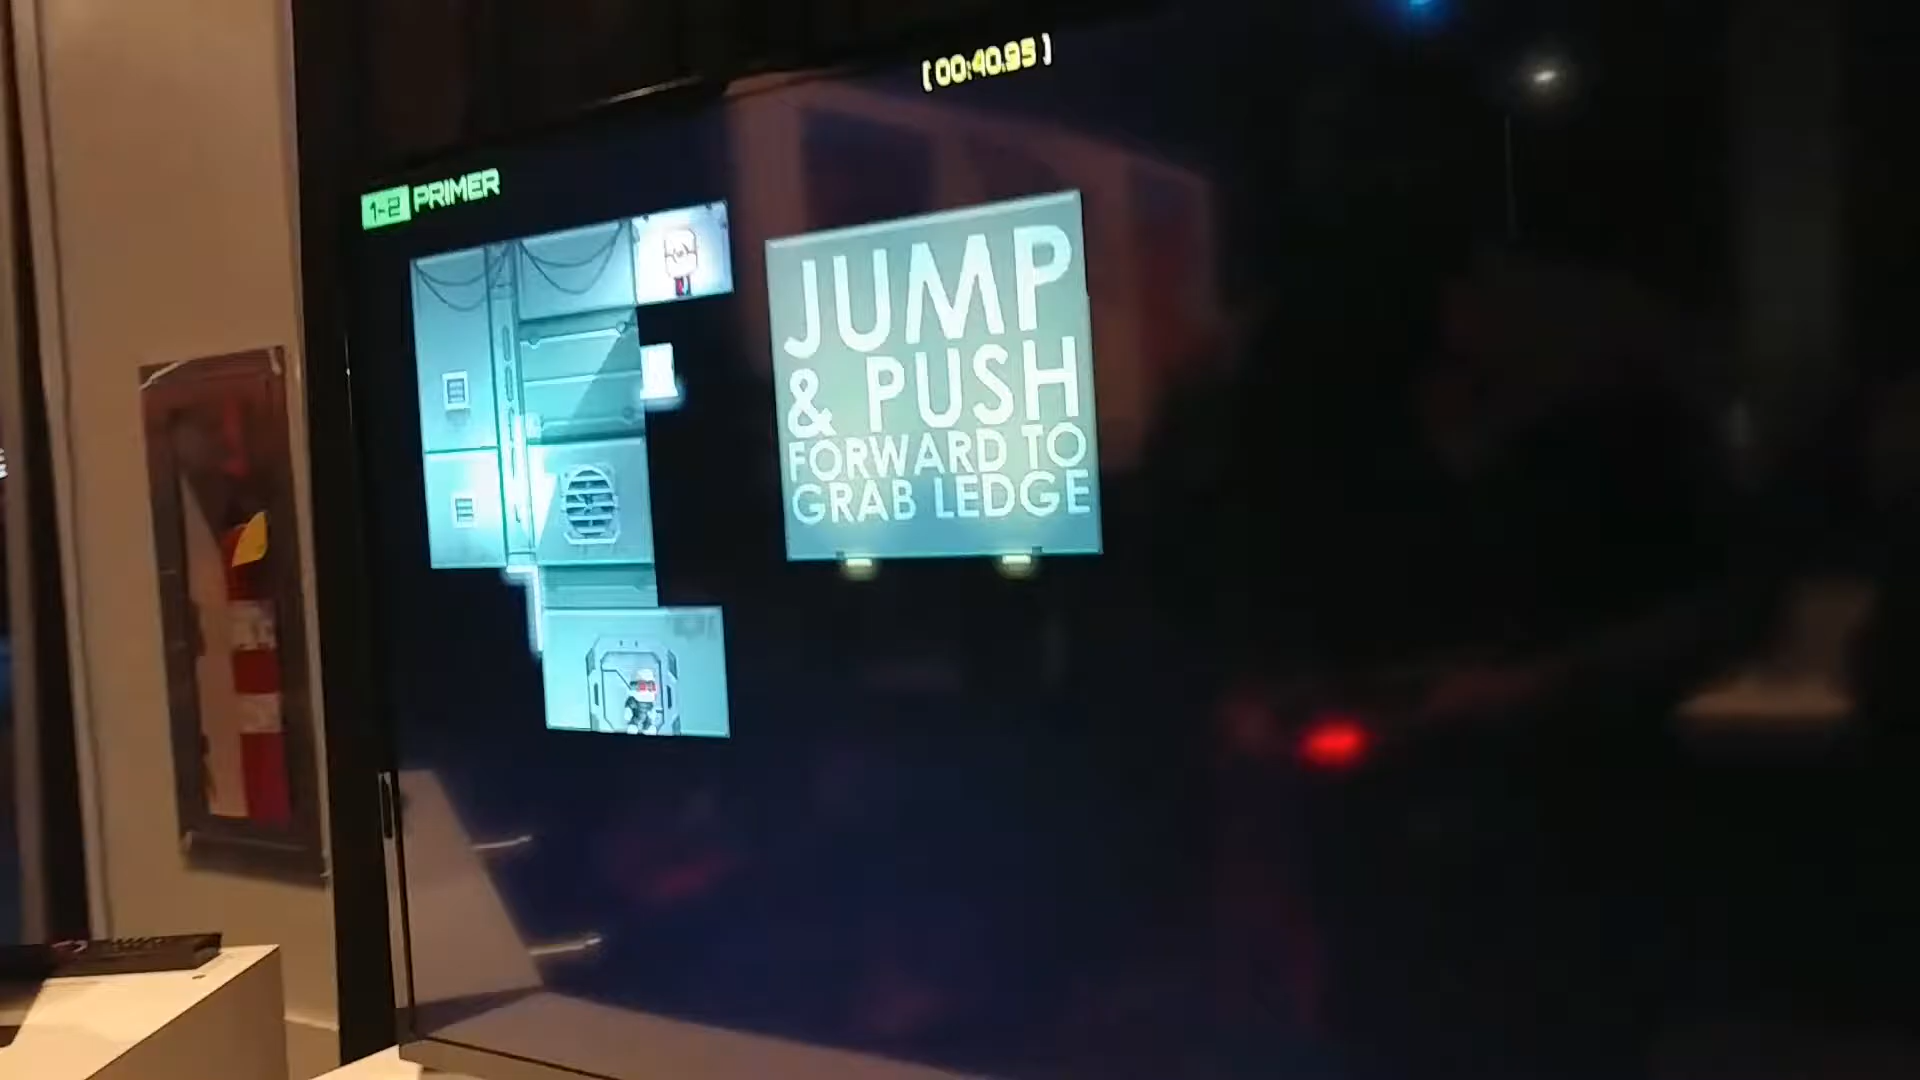 [00:40.95]
1-2 PRIMER
JUMP
& PUSH
FORWARD TO
GRAB LEDGE